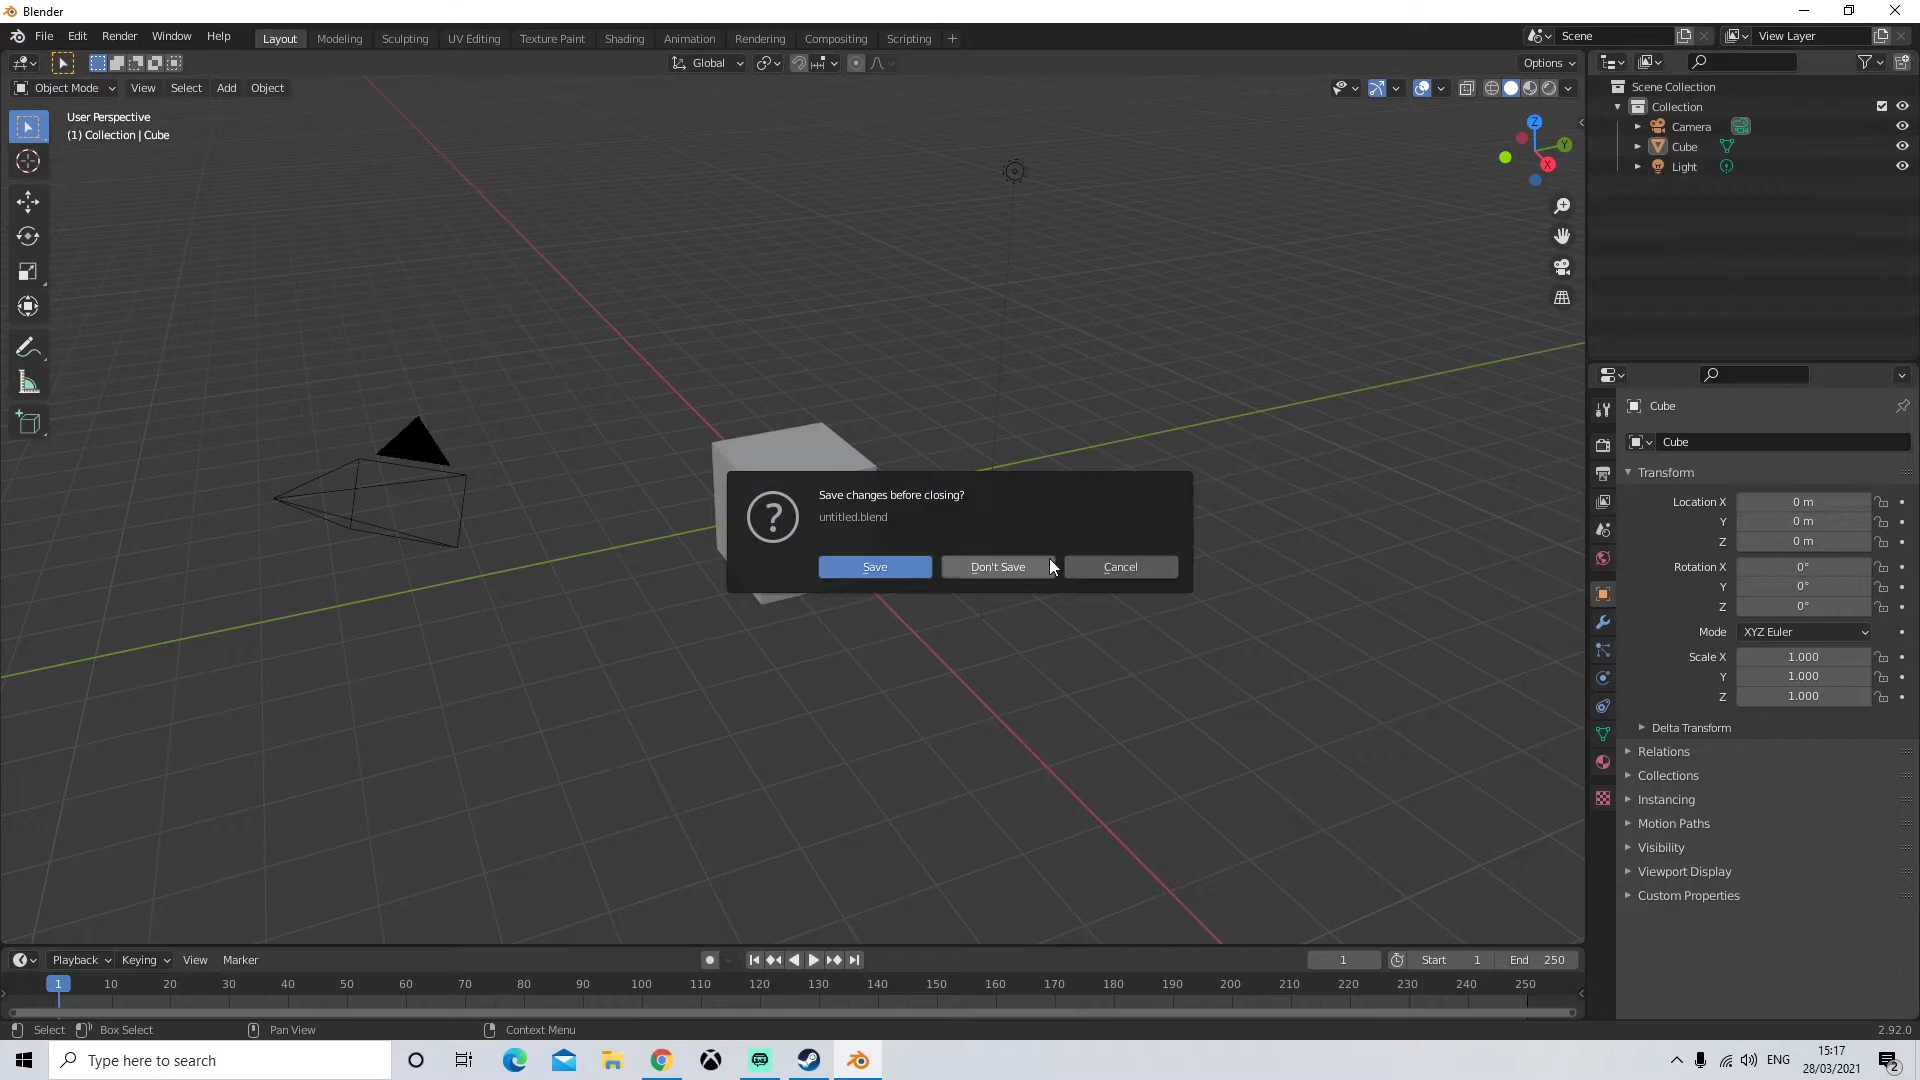 Blender
File Edit Render Window Help
Layout Modeling Sculpting UV Editing Texture Paint Shading Animation Rendering Compositing Scripting +
Scene
View Layer
Global
Options
Object Mode View Select Add Object
User Perspective
(1) Collection | Cube
Z
Y
X
Scene Collection
Collection
Camera
Cube
Light
Save changes before closing?
untitled.blend
Save Don't Save Cancel
Cube
Cube
Transform
Location X 0 m
Y 0 m
Z 0 m
Rotation X 0°
Y 0°
Z 0°
Mode XYZ Euler
Scale X 1.000
Y 1.000
Z 1.000
Delta Transform
Relations
Collections
Instancing
Motion Paths
Visibility
Viewport Display
Custom Properties
Playback Keying View Marker
1 Start 1 End 250
1 10 20 30 40 50 60 70 80 90 100 110 120 130 140 150 160 170 180 190 200 210 220 230 240 250
Select Box Select Pan View Context Menu 2.92.0
Type here to search
ENG
15:17
28/03/2021
2